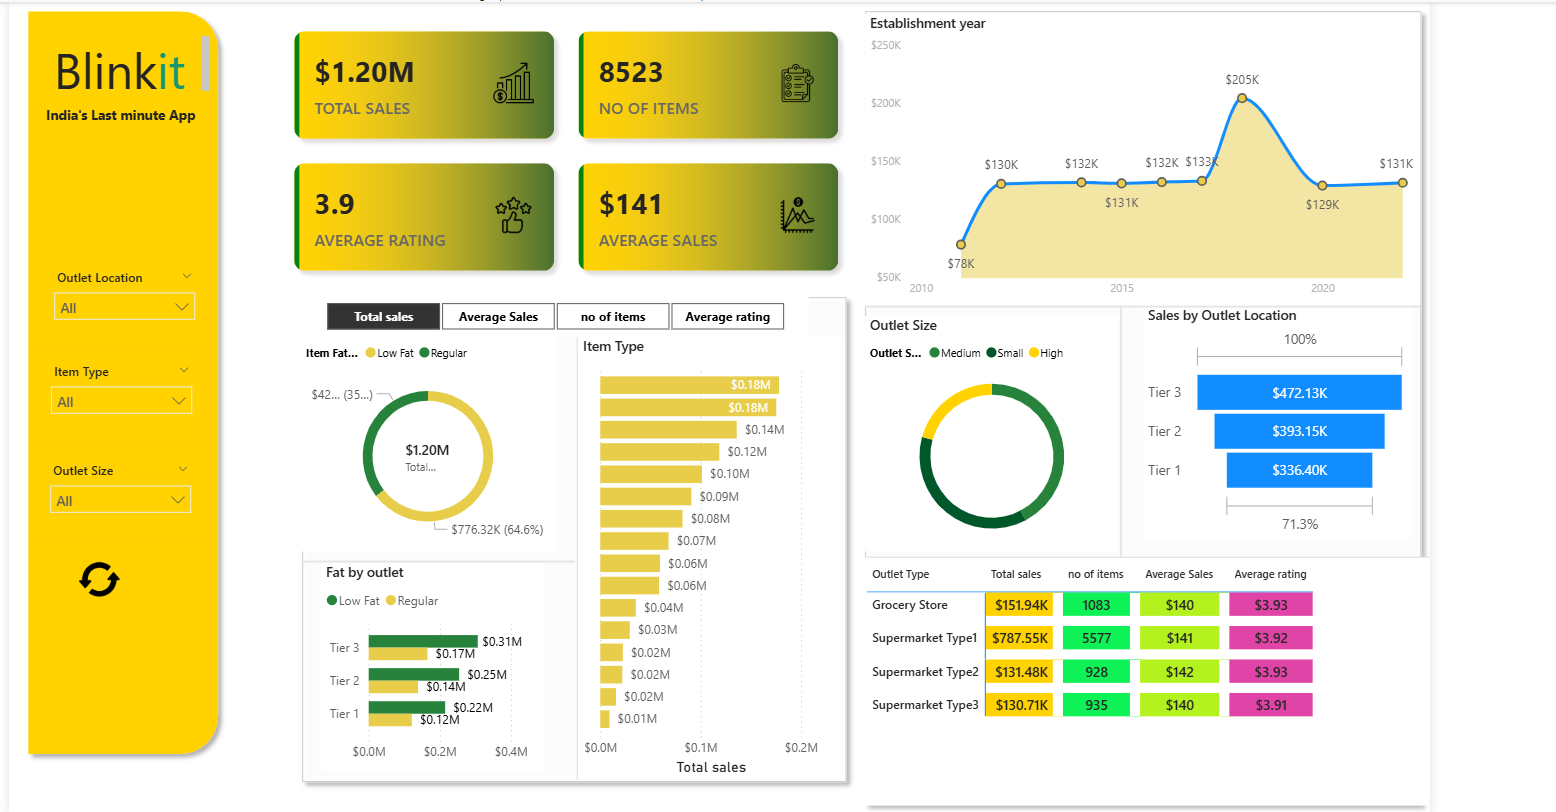 Blinkit
India's Last minute App
Outlet Location
All
Item Type
All
Outlet Size
All
$1.20M
TOTAL SALES
8523
NO OF ITEMS
3.9
AVERAGE RATING
$141
AVERAGE SALES
Total sales
Average Sales
no of items
Average rating
Item Fat...
Low Fat
Regular
$42... (35...)
$1.20M
Total...
$776.32K (64.6%)
Fat by outlet
Low Fat
Regular
Tier 3
$0.31M
$0.17M
Tier 2
$0.25M
$0.14M
Tier 1
$0.22M
$0.12M
$0.0M
$0.2M
$0.4M
Item Type
$0.18M
$0.18M
$0.14M
$0.12M
$0.10M
$0.09M
$0.08M
$0.07M
$0.06M
$0.06M
$0.04M
$0.03M
$0.02M
$0.02M
$0.02M
$0.01M
$0.0M
$0.1M
$0.2M
Total sales
Establishment year
$250K
$200K
$150K
$100K
$50K
$78K
$130K
$132K
$131K
$132K
$133K
$205K
$129K
$131K
2010
2015
2020
Outlet Size
Outlet S...
Medium
Small
High
Sales by Outlet Location
100%
Tier 3
$472.13K
Tier 2
$393.15K
Tier 1
$336.40K
71.3%
Outlet Type Total sales no of items Average Sales Average rating
Grocery Store $151.94K 1083 $140 $3.93
Supermarket Type1 $787.55K 5577 $141 $3.92
Supermarket Type2 $131.48K 928 $142 $3.93
Supermarket Type3 $130.71K 935 $140 $3.91